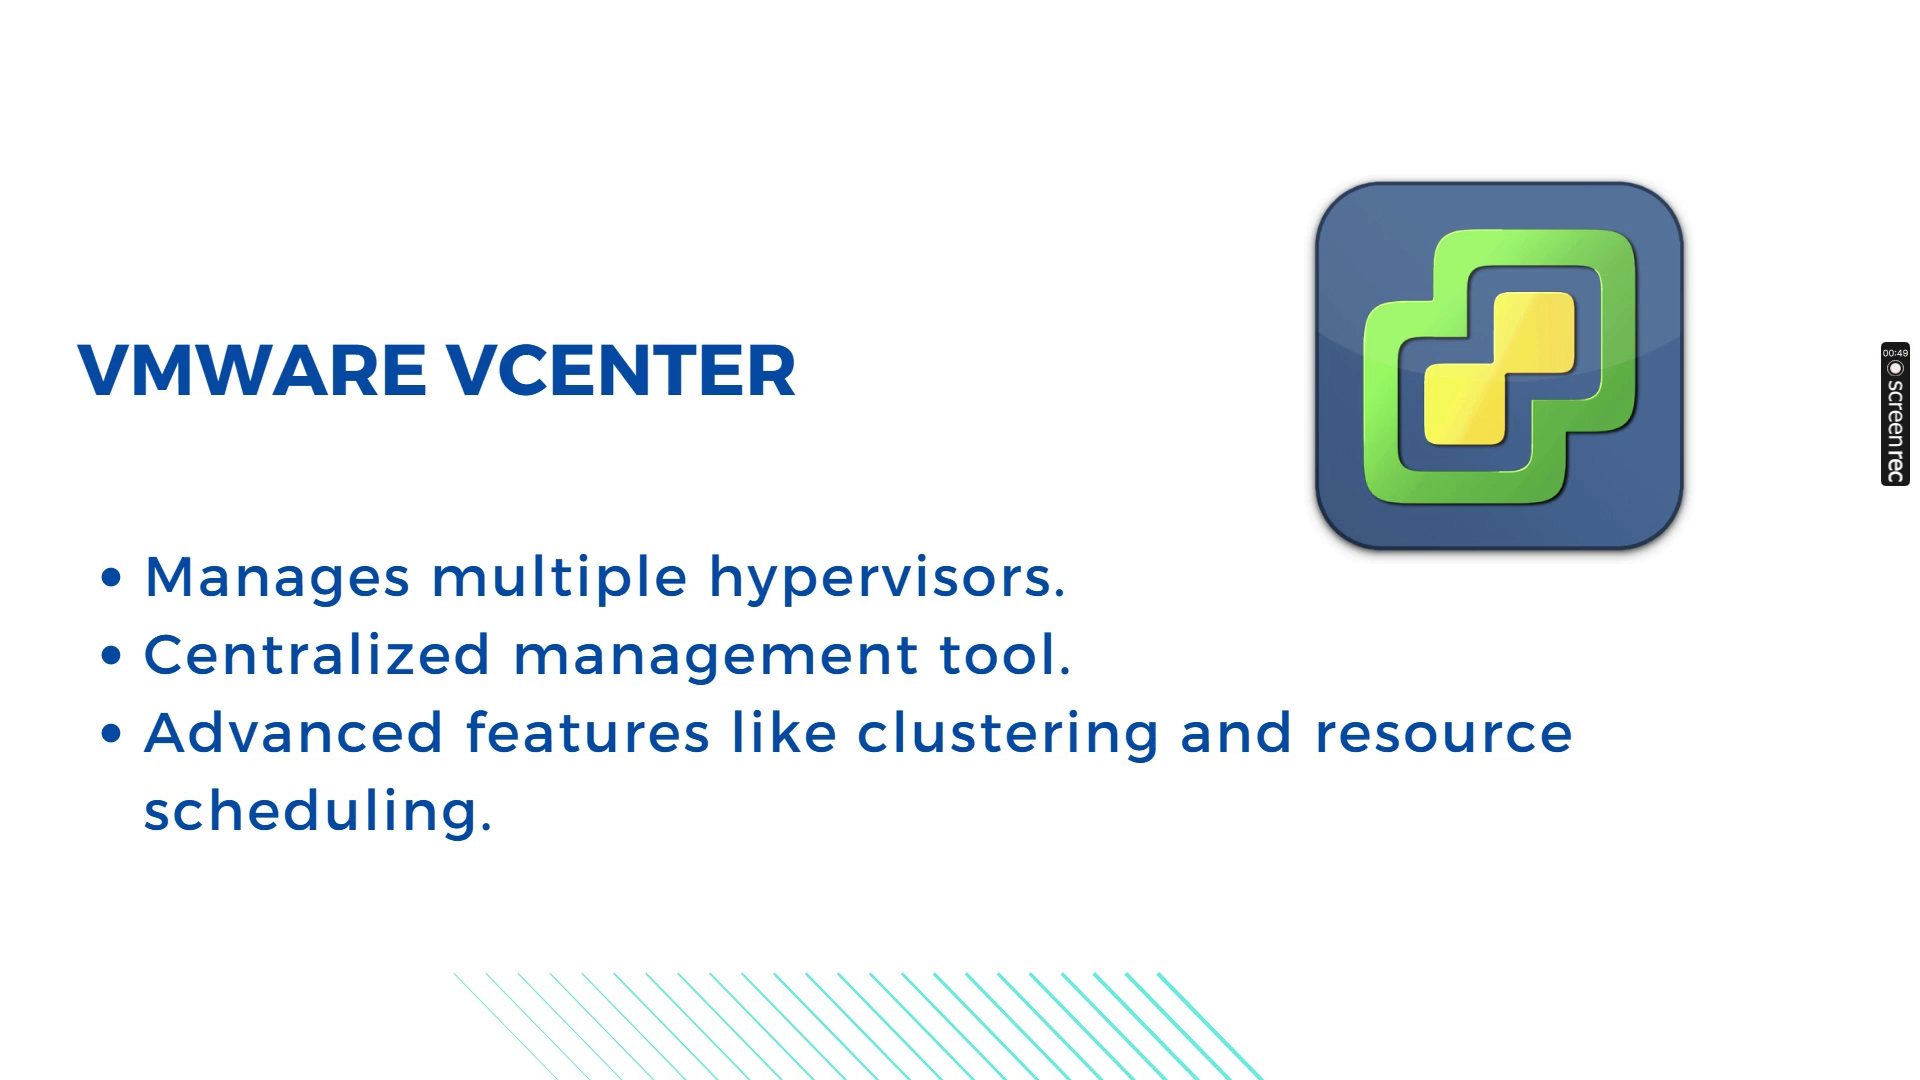 VMWARE VCENTER
• Manages multiple hypervisors.
• Centralized management tool.
• Advanced features like clustering and resource
scheduling.
00:49
screenrec